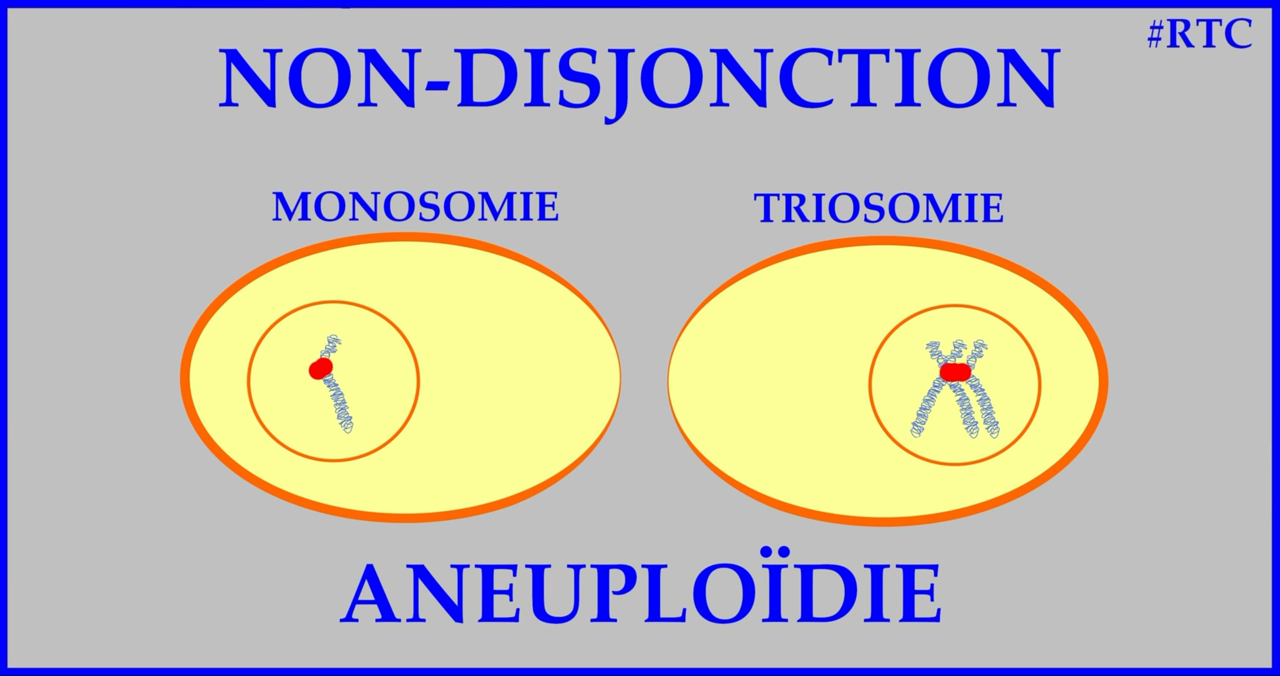 #RTC
NON-DISJONCTION
MONOSOMIE
TRIOSOMIE
ANEUPLOÏDIE